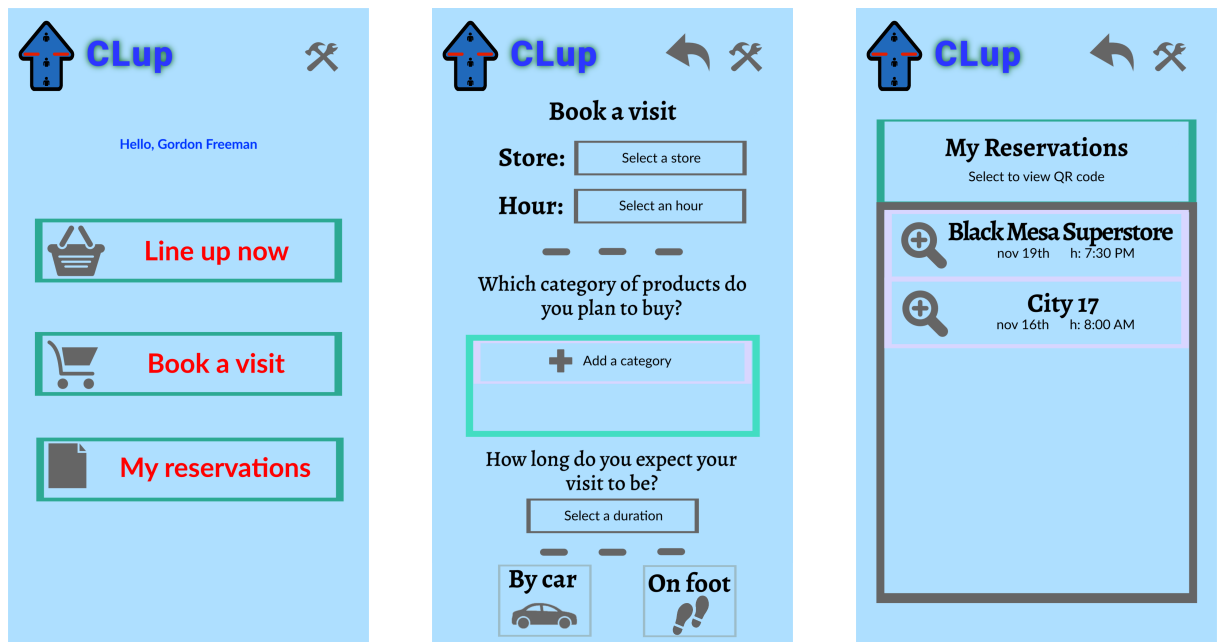 CLup
Hello, Gordon Freeman
Line up now
Book a visit
My reservations
CLup
Book a visit
Store: Select a store
Hour: Select an hour
Which category of products do
you plan to buy?
Add a category
How long do you expect your
visit to be?
Select a duration
By car On foot
CLup
My Reservations
Select to view QR code
Black Mesa Superstore
nov 19th h: 7:30 PM
City 17
nov 16th h: 8:00 AM